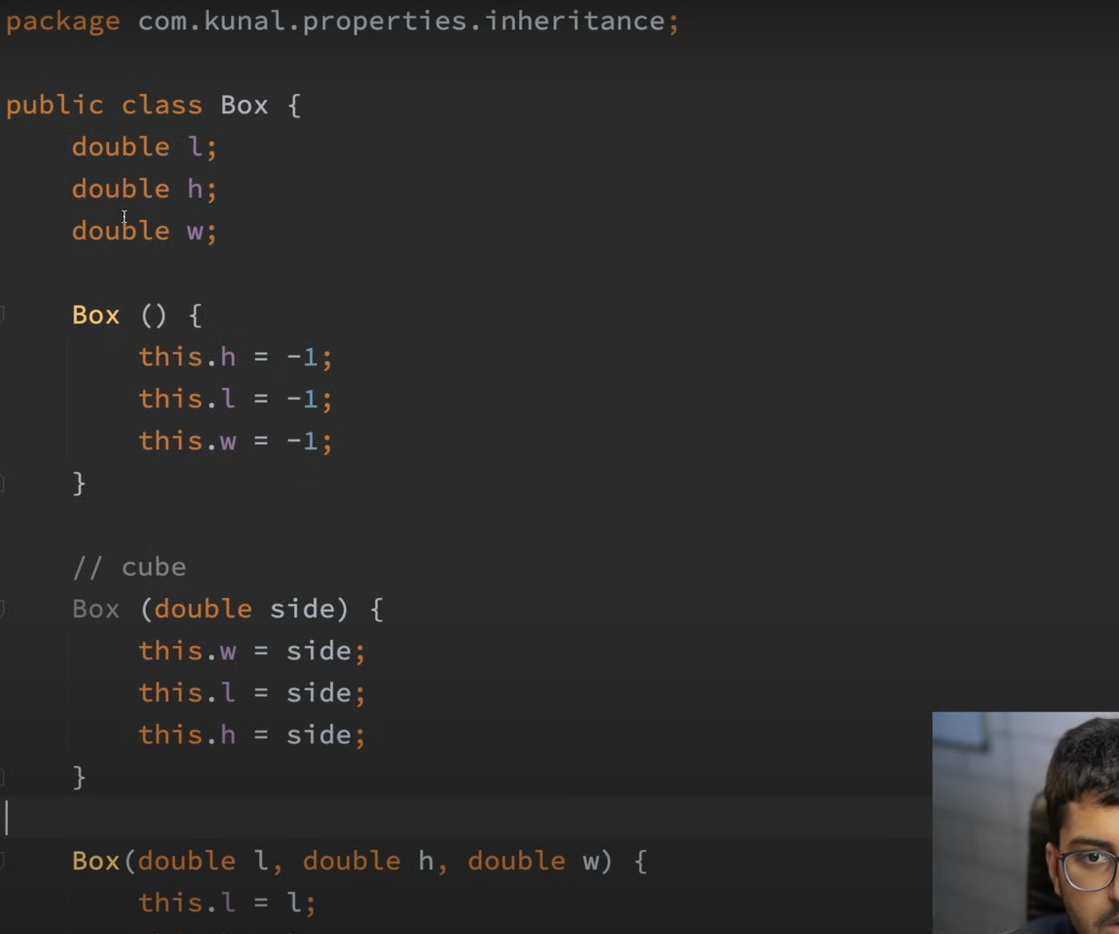 package com.kunal.properties.inheritance;
public class Box {
    double l;
    double h;
    double w;
    Box () {
        this.h = -1;
        this.l = -1;
        this.w = -1;
    }
    // cube
    Box (double side) {
        this.w = side;
        this.l = side;
        this.h = side;
    }
    Box(double l, double h, double w) {
        this.l = l;